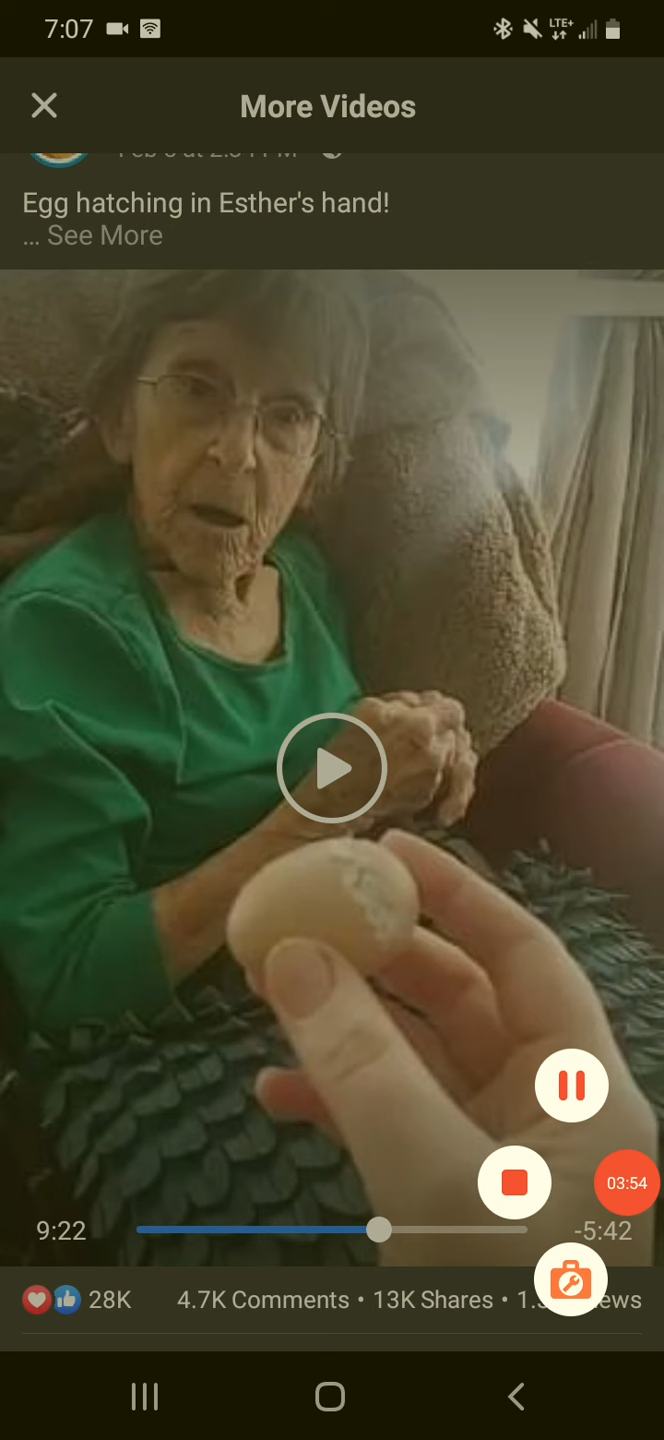 7:07
LTE+
More Videos
Egg hatching in Esther's hand!
... See More
03:54
9:22
-5:42
28K
4.7K Comments • 13K Shares •